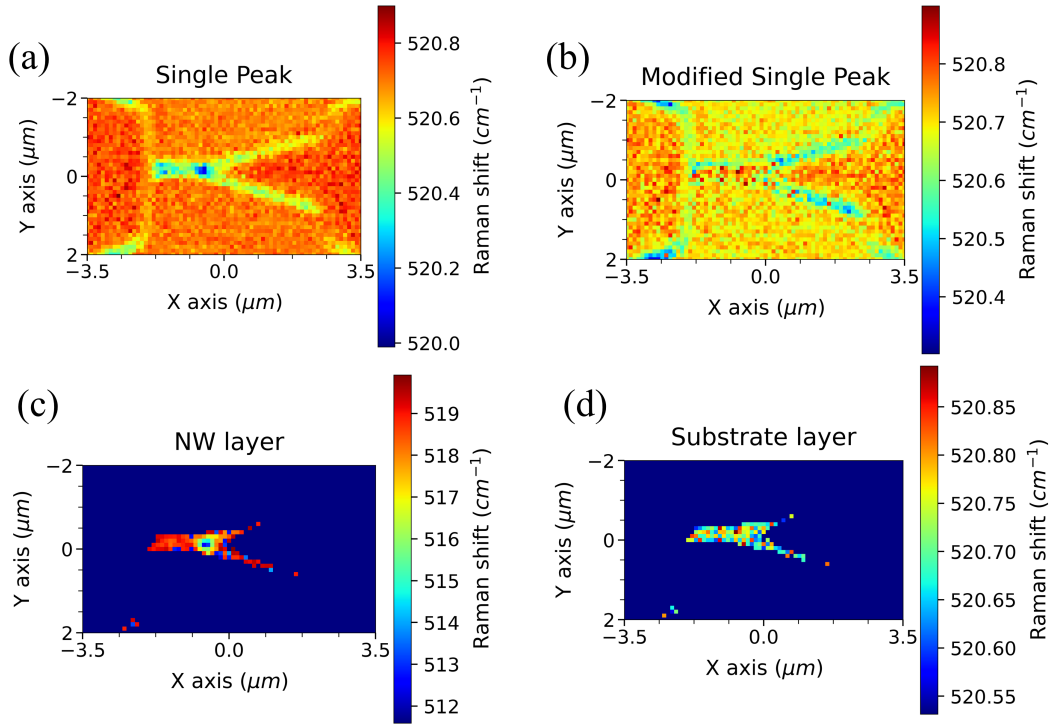 (a)
Single Peak
−2
0
2
−3.5
0.0
3.5
Y axis (μm)
X axis (μm)
520.8
520.6
520.4
520.2
520.0
Raman shift (cm⁻¹)
(b)
Modified Single Peak
−2
0
2
−3.5
0.0
3.5
Y axis (μm)
X axis (μm)
520.8
520.7
520.6
520.5
520.4
Raman shift (cm⁻¹)
(c)
NW layer
−2
0
2
−3.5
0.0
3.5
Y axis (μm)
X axis (μm)
519
518
517
516
515
514
513
512
Raman shift (cm⁻¹)
(d)
Substrate layer
−2
0
2
−3.5
0.0
3.5
Y axis (μm)
X axis (μm)
520.85
520.80
520.75
520.70
520.65
520.60
520.55
Raman shift (cm⁻¹)